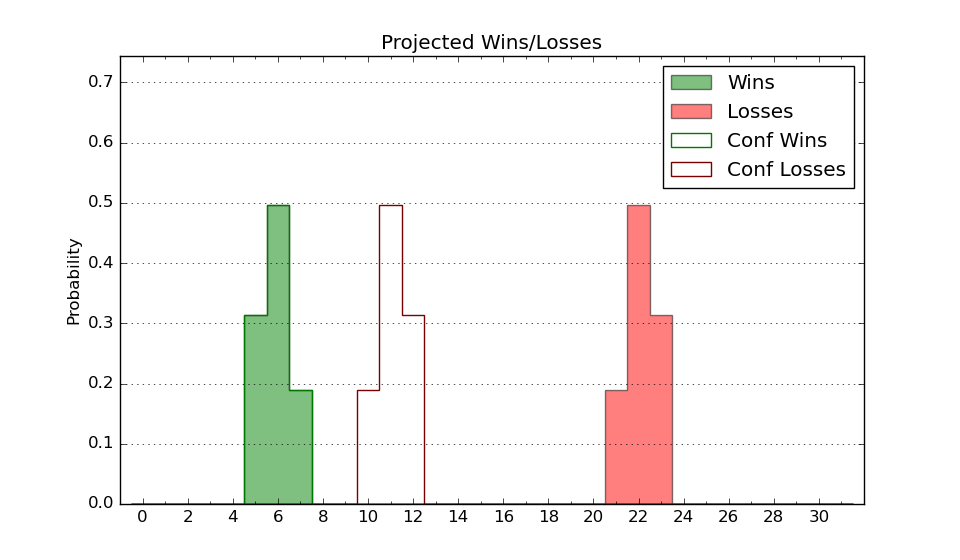 Projected Wins/Losses
Wins
Losses
Conf Wins
Conf Losses
Probability
0.7
0.6
0.5
0.4
0.3
0.2
0.1
0.0
0 2 4 6 8 10 12 14 16 18 20 22 24 26 28 30